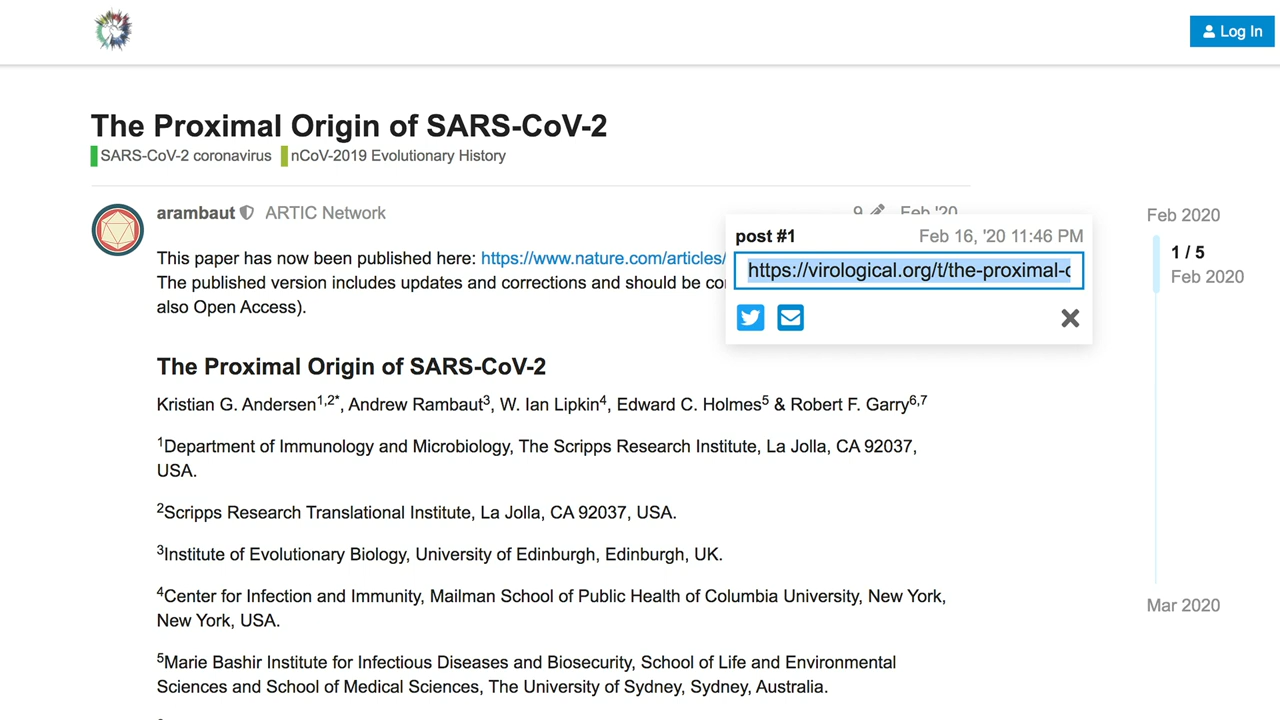 Log In
The Proximal Origin of SARS-CoV-2
SARS-CoV-2 coronavirus nCoV-2019 Evolutionary History
arambaut ARTIC Network
Feb '20
This paper has now been published here: https://www.nature.com/articles/
The published version includes updates and corrections and should be
also Open Access).
post #1 Feb 16, '20 11:46 PM
https://virological.org/t/the-proximal-
Feb 2020
1 / 5
Feb 2020
Mar 2020
The Proximal Origin of SARS-CoV-2
Kristian G. Andersen1,2*, Andrew Rambaut3, W. Ian Lipkin4, Edward C. Holmes5 & Robert F. Garry6,7
1Department of Immunology and Microbiology, The Scripps Research Institute, La Jolla, CA 92037,
USA.
2Scripps Research Translational Institute, La Jolla, CA 92037, USA.
3Institute of Evolutionary Biology, University of Edinburgh, Edinburgh, UK.
4Center for Infection and Immunity, Mailman School of Public Health of Columbia University, New York,
New York, USA.
5Marie Bashir Institute for Infectious Diseases and Biosecurity, School of Life and Environmental
Sciences and School of Medical Sciences, The University of Sydney, Sydney, Australia.